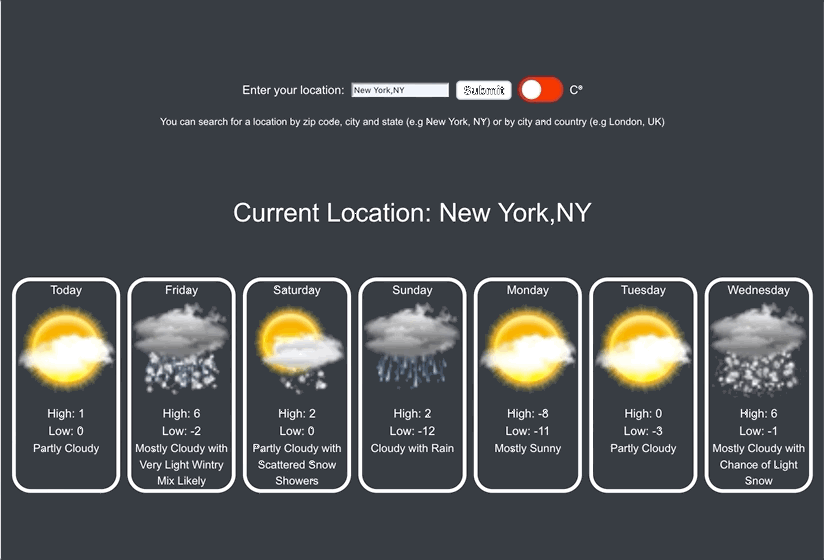 Enter your location: New York,NY Submit C°
You can search for a location by zip code, city and state (e.g New York, NY) or by city and country (e.g London, UK)
Current Location: New York,NY
Today
High: 1
Low: 0
Partly Cloudy
Friday
High: 6
Low: -2
Mostly Cloudy with
Very Light Wintry
Mix Likely
Saturday
High: 2
Low: 0
Partly Cloudy with
Scattered Snow
Showers
Sunday
High: 2
Low: -12
Cloudy with Rain
Monday
High: -8
Low: -11
Mostly Sunny
Tuesday
High: 0
Low: -3
Partly Cloudy
Wednesday
High: 6
Low: -1
Mostly Cloudy with
Chance of Light
Snow